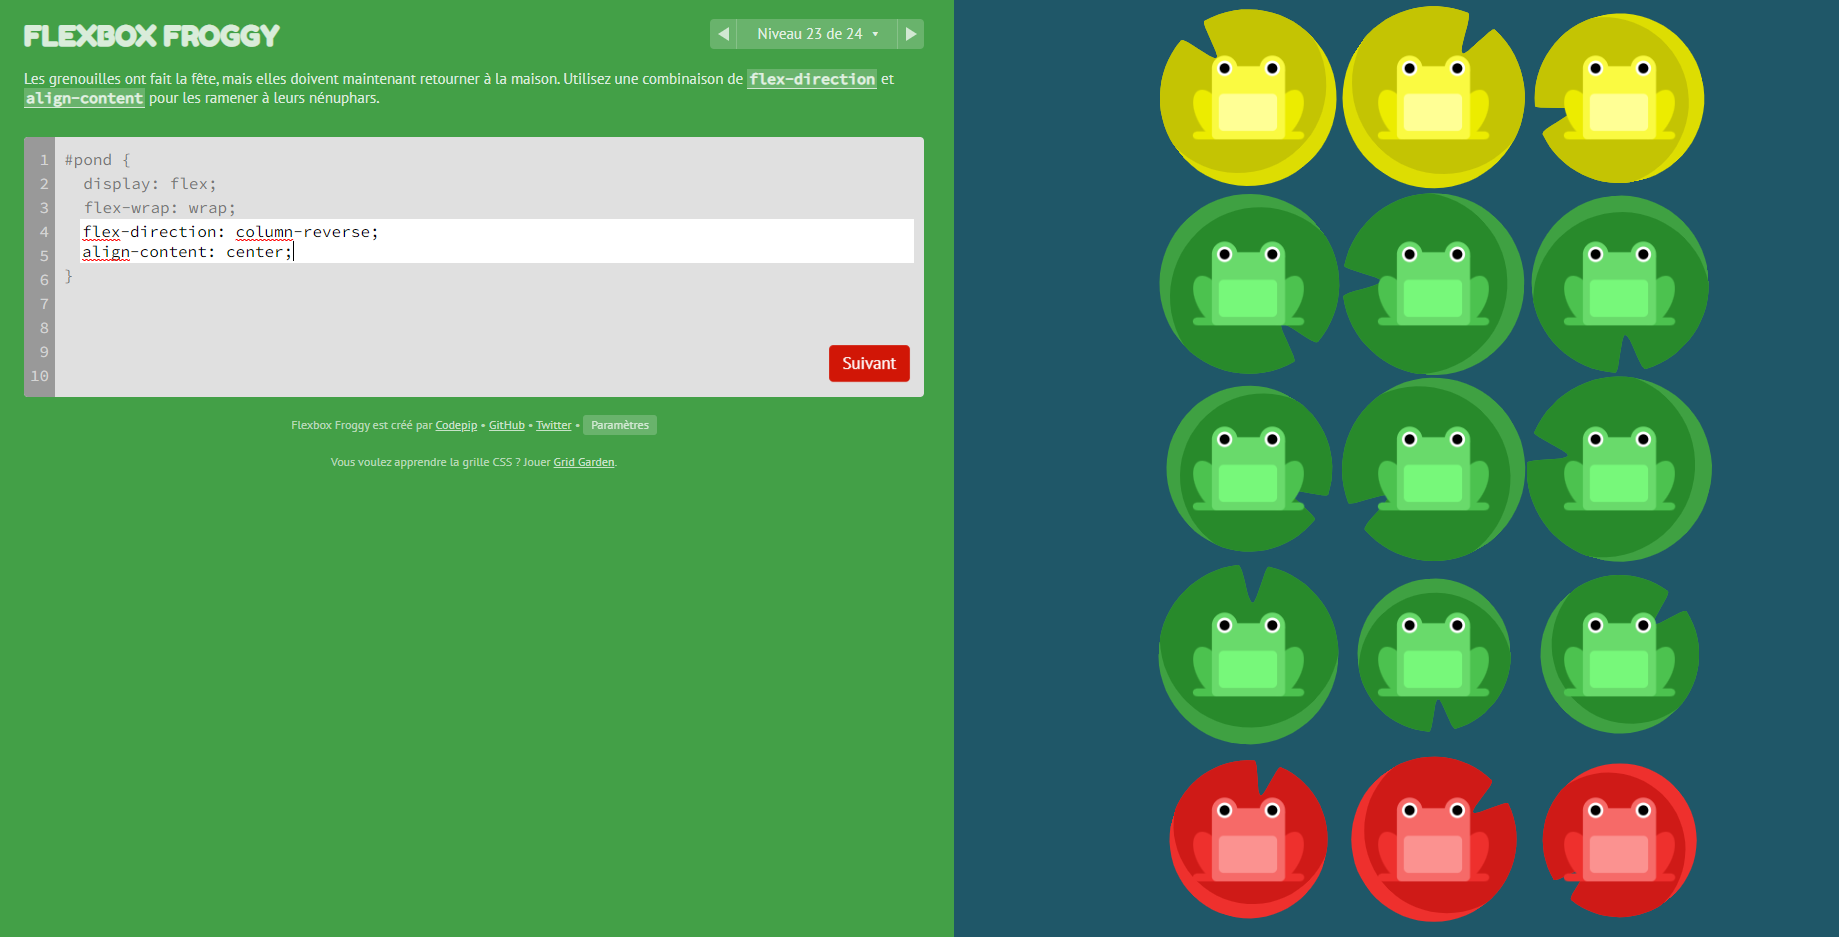 FLEXBOX FROGGY
Niveau 23 de 24
Les grenouilles ont fait la fête, mais elles doivent maintenant retourner à la maison. Utilisez une combinaison de flex-direction et
align-content pour les ramener à leurs nénuphars.
1 #pond {
2 display: flex;
3 flex-wrap: wrap;
4 flex-direction: column-reverse;
5 align-content: center;
6 }
7
8
9
10
Suivant
Flexbox Froggy est créé par Codepip • GitHub • Twitter • Paramètres
Vous voulez apprendre la grille CSS ? Jouer Grid Garden.